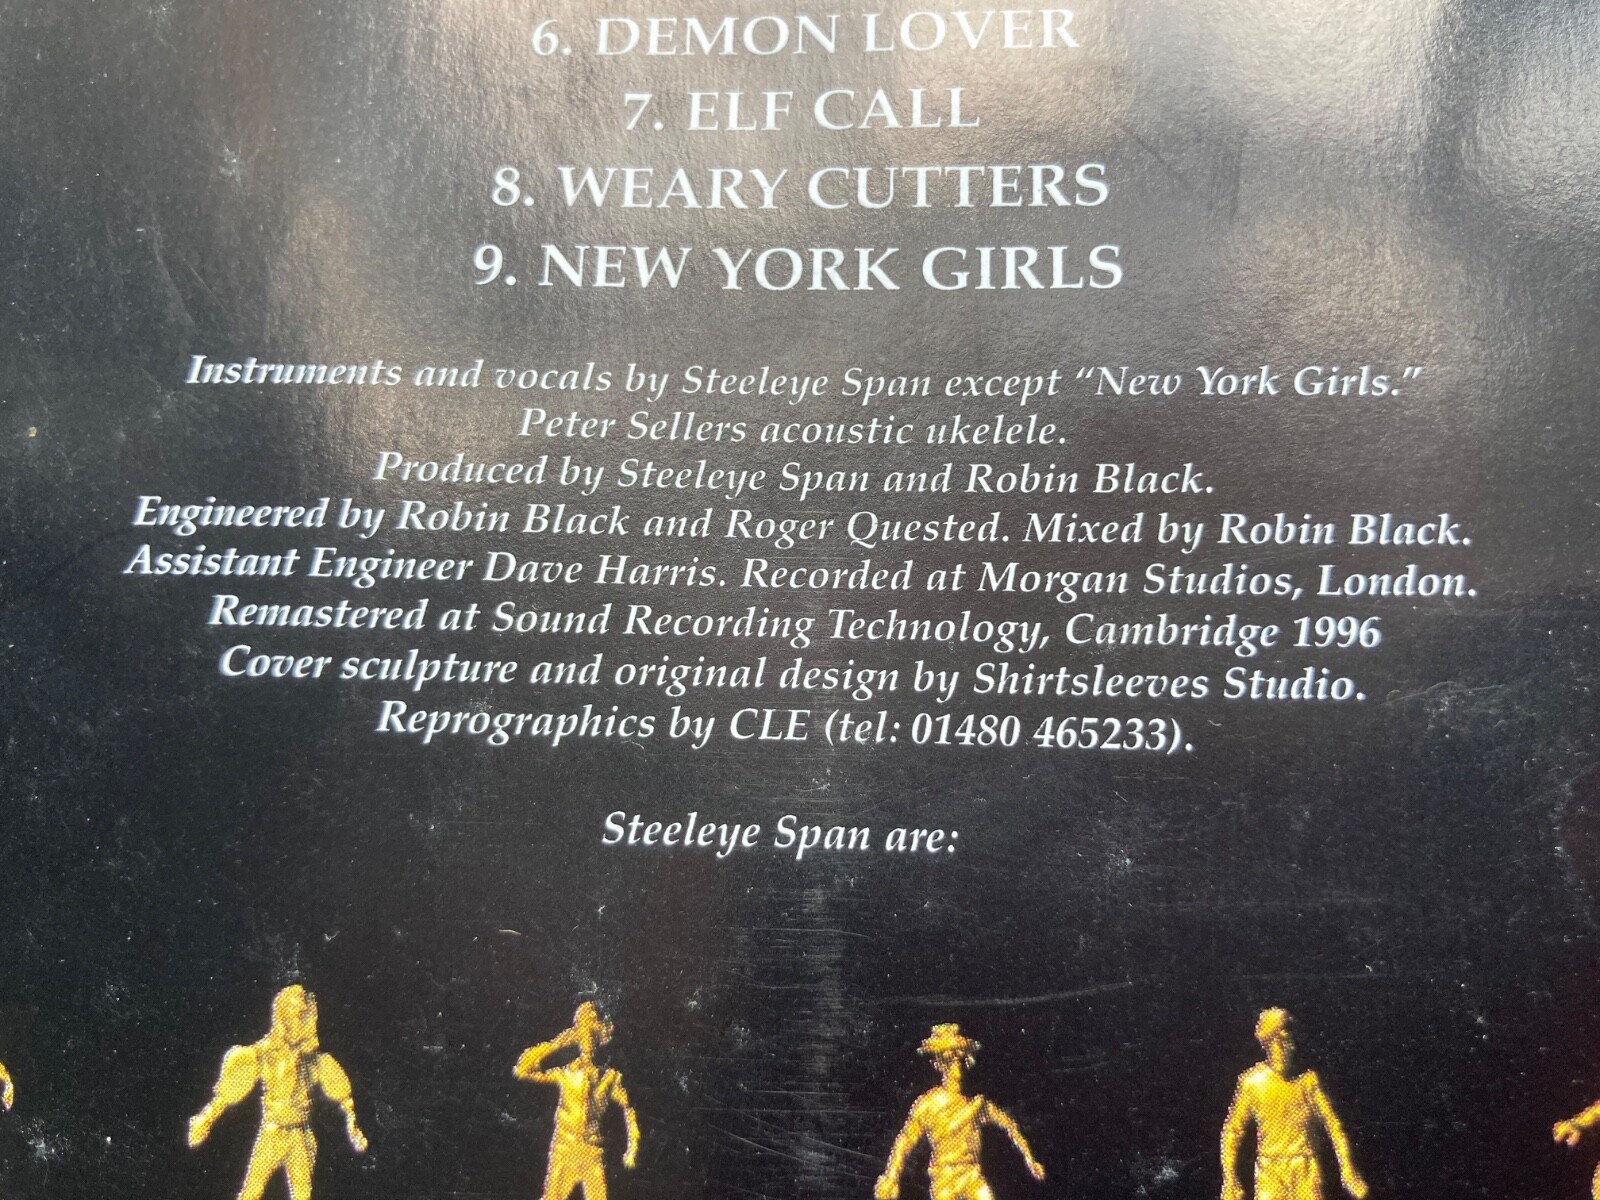 6. DEMON LOVER
7. ELF CALL
8. WEARY CUTTERS
9. NEW YORK GIRLS
Instruments and vocals by Steeleye Span except “New York Girls.”
Peter Sellers acoustic ukelele.
Produced by Steeleye Span and Robin Black.
Engineered by Robin Black and Roger Quested. Mixed by Robin Black.
Assistant Engineer Dave Harris. Recorded at Morgan Studios, London.
Remastered at Sound Recording Technology, Cambridge 1996
Cover sculpture and original design by Shirtsleeves Studio.
Reprographics by CLE (tel: 01480 465233).
Steeleye Span are: